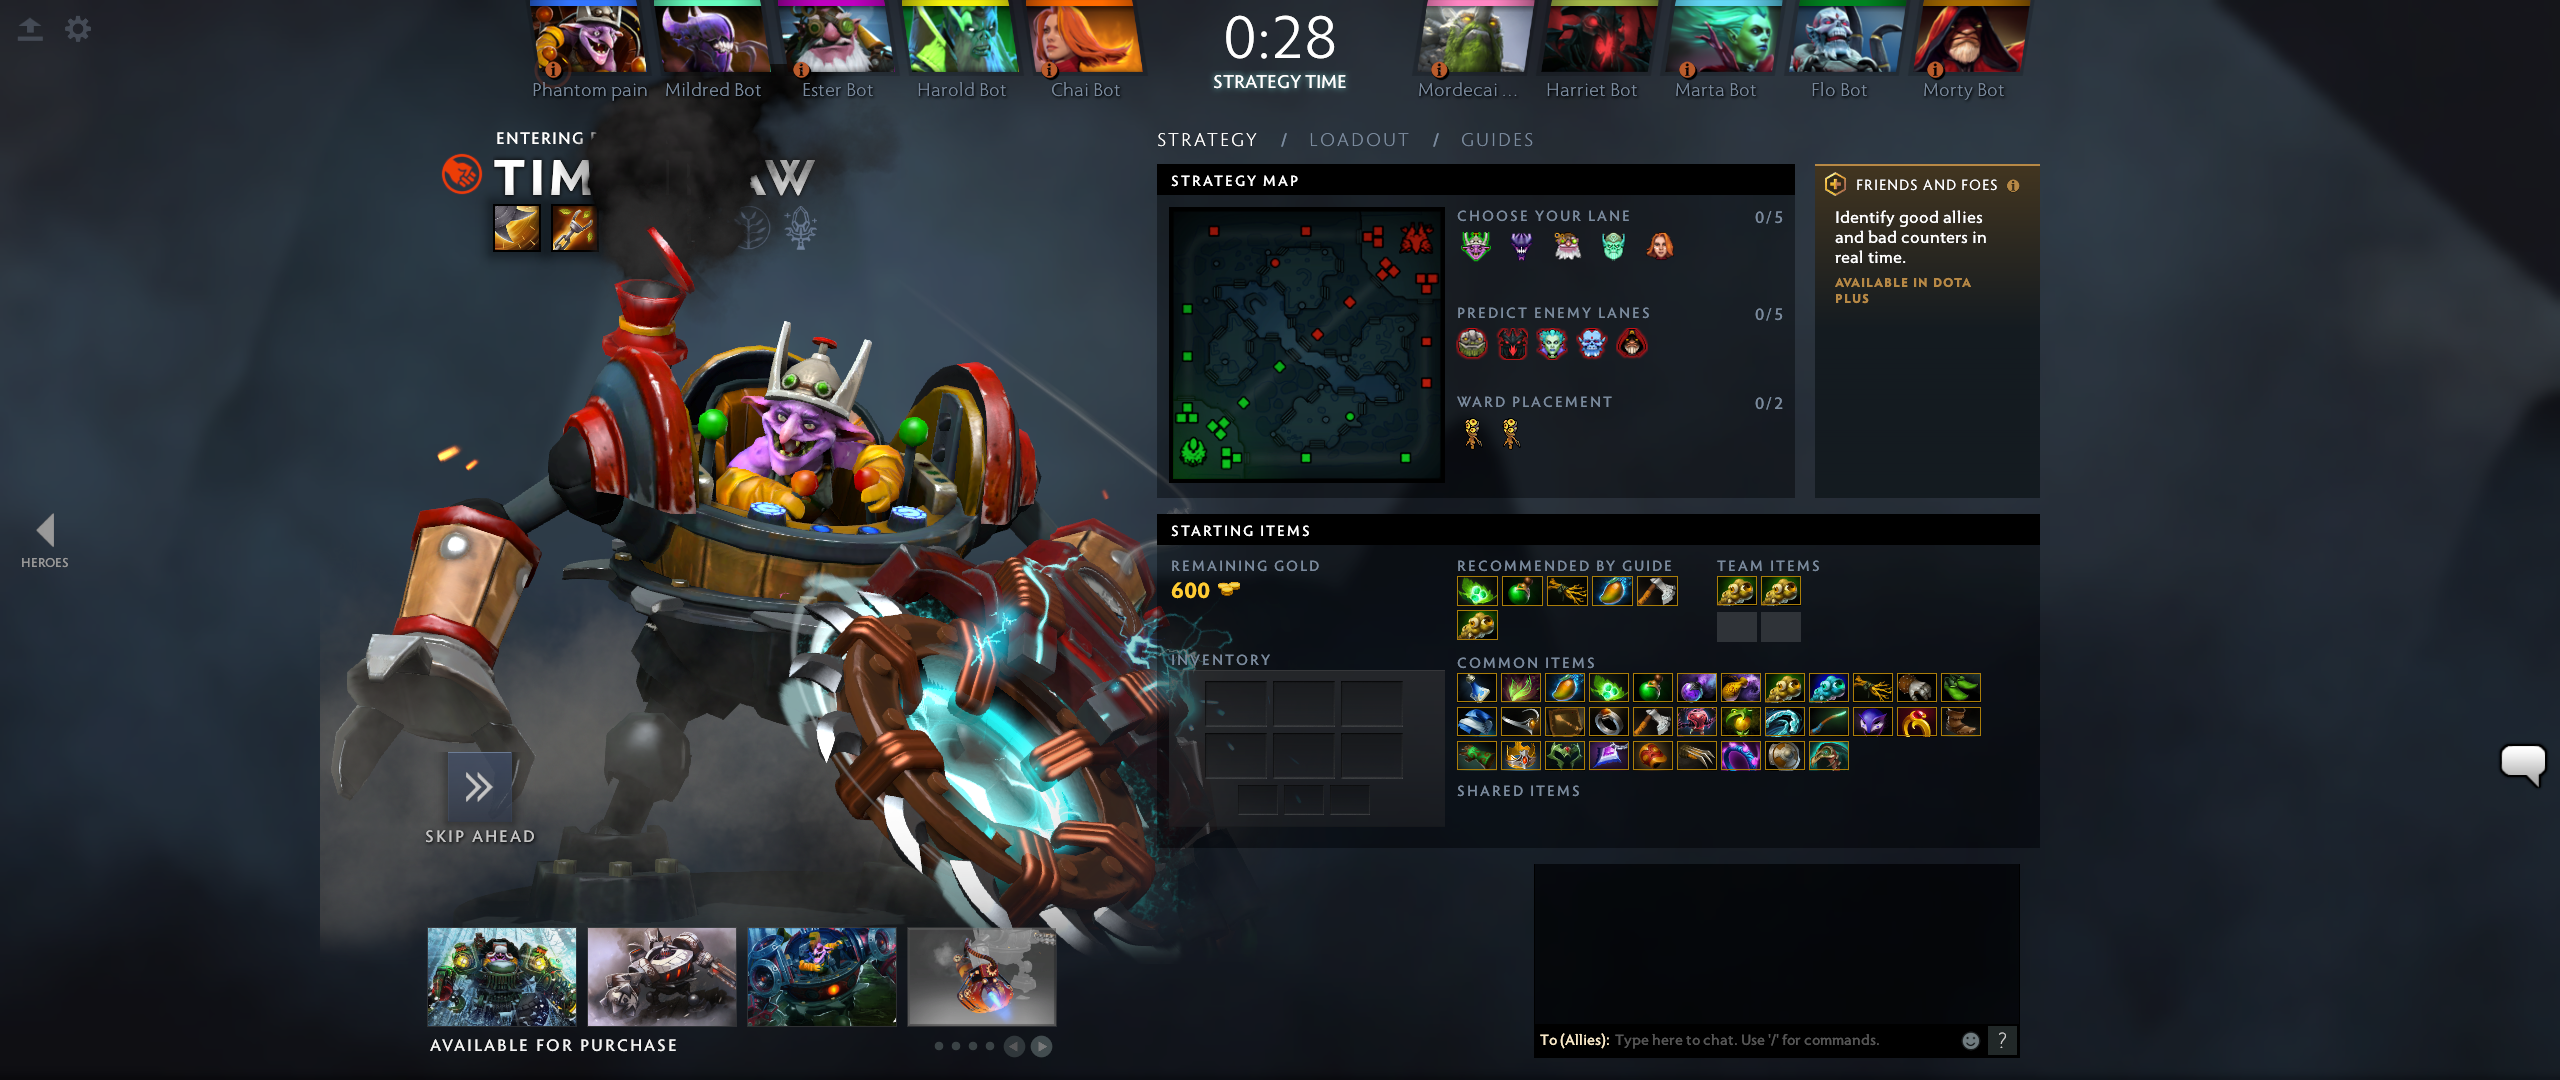 0:28
STRATEGY TIME
Phantom pain
Mildred Bot
Ester Bot
Harold Bot
Chai Bot
Mordecai ...
Harriet Bot
Marta Bot
Flo Bot
Morty Bot
ENTERING
HEROES
SKIP AHEAD
AVAILABLE FOR PURCHASE
STRATEGY / LOADOUT / GUIDES
STRATEGY MAP
CHOOSE YOUR LANE 0/5
PREDICT ENEMY LANES 0/5
WARD PLACEMENT 0/2
FRIENDS AND FOES
Identify good allies
and bad counters in
real time.
AVAILABLE IN DOTA
PLUS
STARTING ITEMS
REMAINING GOLD
600
INVENTORY
RECOMMENDED BY GUIDE
TEAM ITEMS
COMMON ITEMS
SHARED ITEMS
To (Allies): Type here to chat. Use '/' for commands.
?